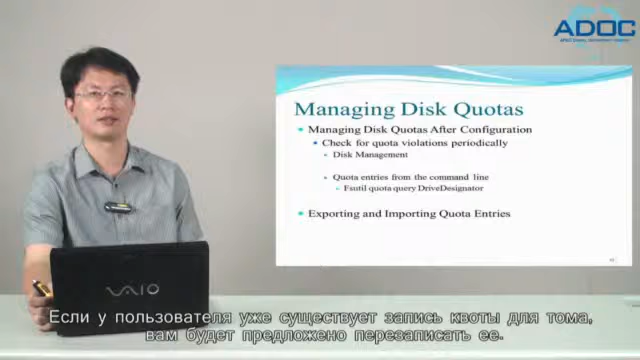 ADOC
Managing Disk Quotas
Managing Disk Quotas After Configuration
Check for quota violations periodically
Disk Management
Quota entries from the command line
Fsutil quota query DriveDesignator
Exporting and Importing Quota Entries
VAIO
Если у пользователя уже существует запись квоты для тома,
вам будет предложено перезаписать ее.